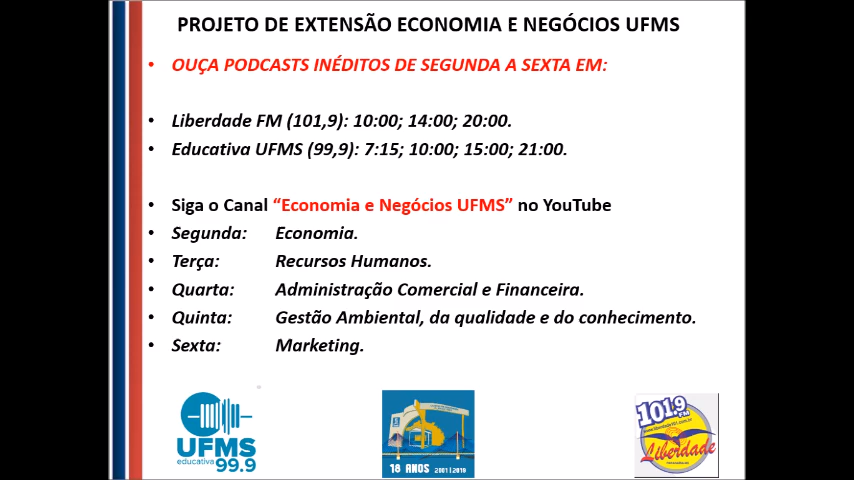 PROJETO DE EXTENSÃO ECONOMIA E NEGÓCIOS UFMS
• OUÇA PODCASTS INÉDITOS DE SEGUNDA A SEXTA EM:
• Liberdade FM (101,9): 10:00; 14:00; 20:00.
• Educativa UFMS (99,9): 7:15; 10:00; 15:00; 21:00.
• Siga o Canal “Economia e Negócios UFMS” no YouTube
• Segunda: Economia.
• Terça: Recursos Humanos.
• Quarta: Administração Comercial e Financeira.
• Quinta: Gestão Ambiental, da qualidade e do conhecimento.
• Sexta: Marketing.
UFMS
educativa 99.9
18 ANOS 2001|2019
101.9 FM
Liberdade